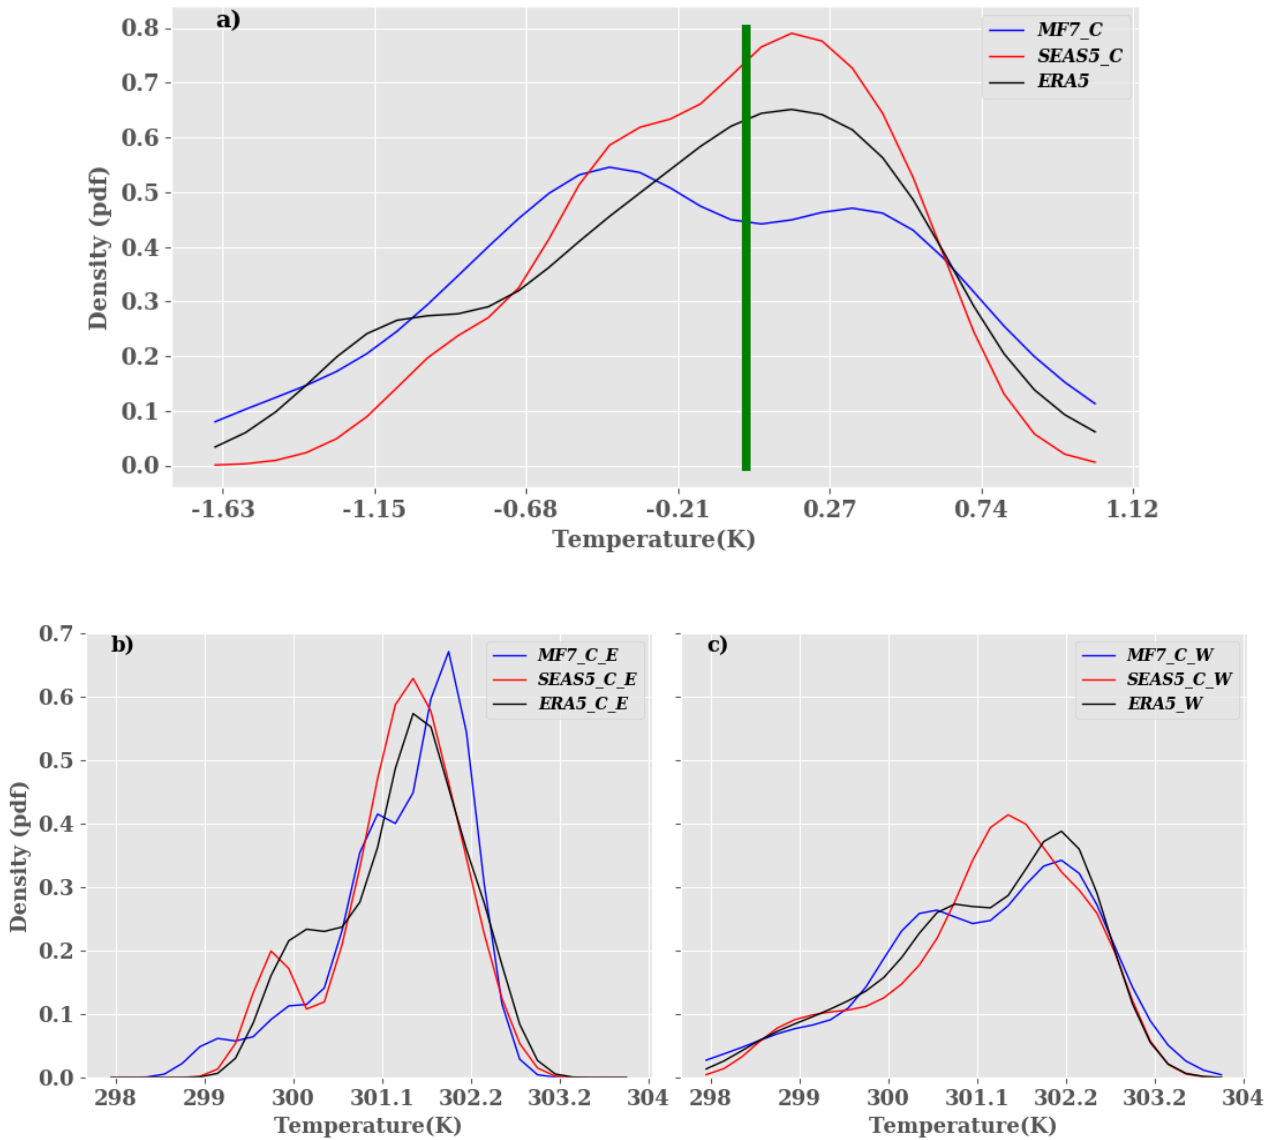 a)
MF7_C
SEAS5_C
ERA5
0.8
0.7
0.6
0.5
0.4
0.3
0.2
0.1
0.0
Density (pdf)
-1.63 -1.15 -0.68 -0.21 0.27 0.74 1.12
Temperature(K)
b)
MF7_C_E
SEAS5_C_E
ERA5_C_E
0.7
0.6
0.5
0.4
0.3
0.2
0.1
0.0
Density (pdf)
298 299 300 301.1 302.2 303.2 304
Temperature(K)
c)
MF7_C_W
SEAS5_C_W
ERA5_W
298 299 300 301.1 302.2 303.3 304
Temperature(K)